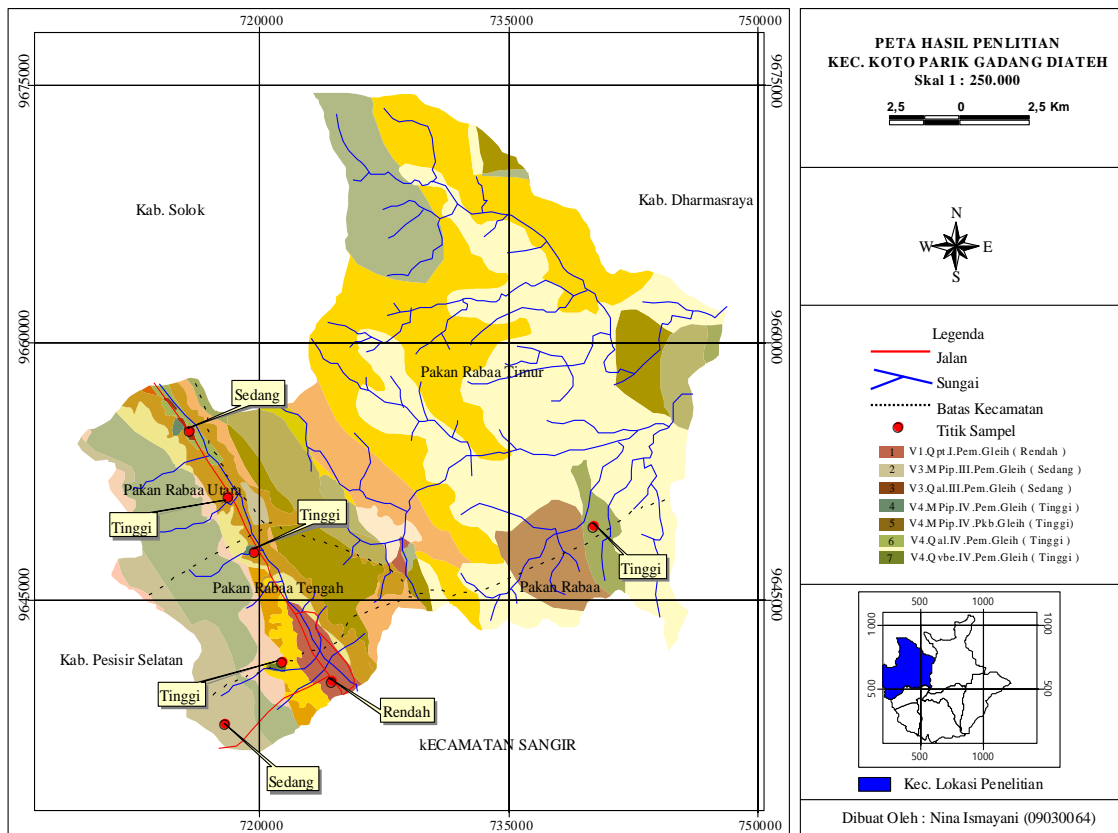 720000 735000 750000
9675000 9675000
Kab. Solok
Kab. Dharmasraya
9660000 9660000
Pakan Rabaa Timur
Sedang
Pakan Rabaa Utara
Tinggi
Tinggi
Tinggi
Pakan Rabaa Tengah
Pakan Rabaa
9645000 9645000
Kab. Pesisir Selatan
Tinggi
Rendah
kECAMATAN SANGIR
Sedang
720000 735000 750000
PETA HASIL PENLITIAN
KEC. KOTO PARIK GADANG DIATEH
Skal 1 : 250.000
2,5 0 2,5 Km
N
W E
S
Legenda
Jalan
Sungai
Batas Kecamatan
Titik Sampel
1 V1.Qpt.I.Pem.Gleih ( Rendah )
2 V3.MPip.III.Pem.Gleih ( Sedang )
3 V3.Qal.III.Pem.Gleih ( Sedang )
4 V4.MPip.IV.Pem.Gleih ( Tinggi )
5 V4.MPip.IV.Pkb.Gleih ( Tinggi)
6 V4.Qal.IV.Pem.Gleih ( Tinggi )
7 V4.Qvbe.IV.Pem.Gleih ( Tinggi )
500 1000
1000 1000
500 500
500 1000
Kec. Lokasi Penelitian
Dibuat Oleh : Nina Ismayani (09030064)